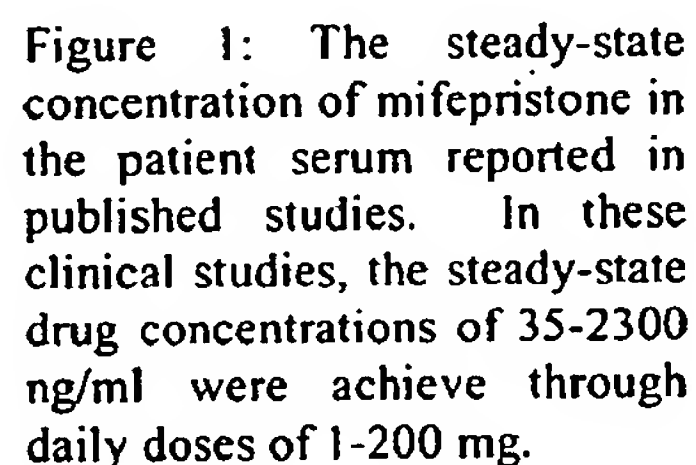 Figure 1: The steady-state
concentration of mifepristone in
the patient serum reported in
published studies. In these
clinical studies, the steady-state
drug concentrations of 35-2300
ng/ml were achieve through
daily doses of 1-200 mg.